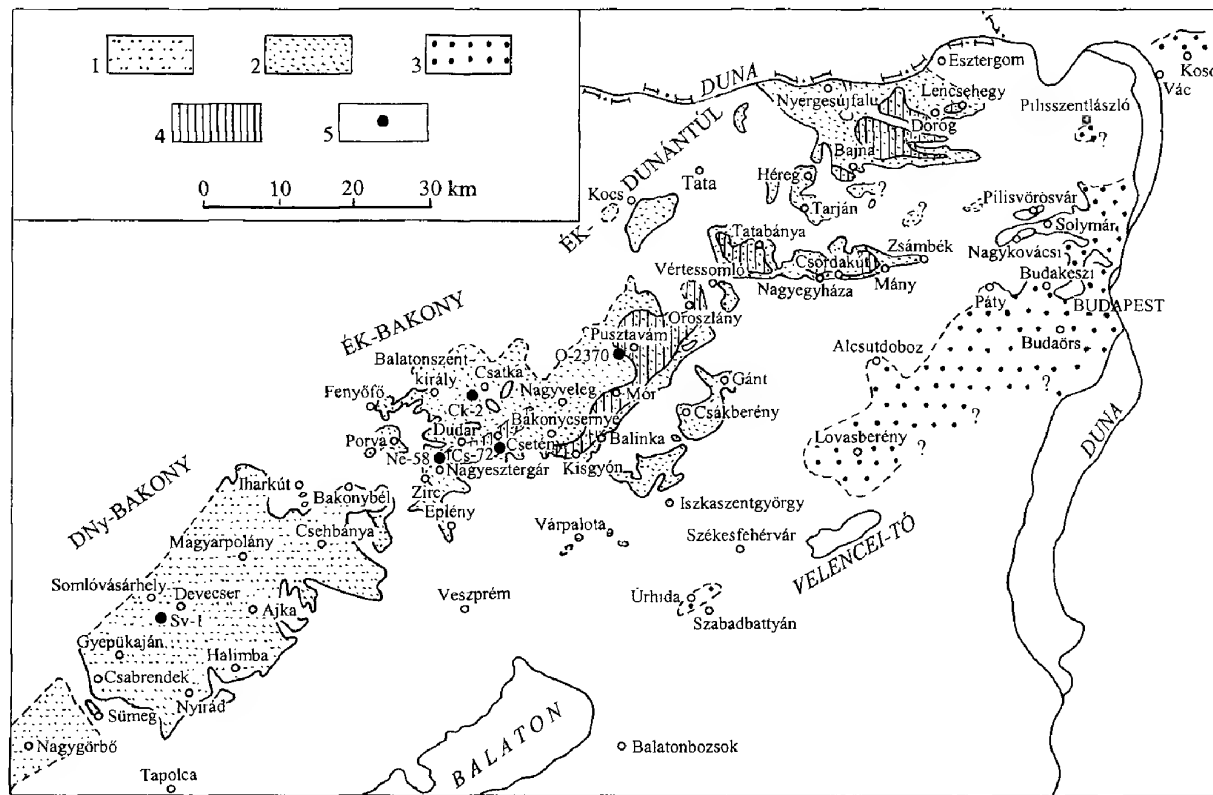 1
2
3
4
5
0 10 20 30 km
DUNA
Esztergom
Kosd
Vác
Nyergesújfalu
Lencsehegy
Pilisszentlászló
Dorog
?
Bajna
ÉK-DUNÁNTÚL
Tata
Héreg
?
Kocs
Tarján
?
Pilisvörösvár
Solymár
Tatabánya
Zsámbék
Nagykovácsi
Csordakút
Vértessomló
Nagyegyháza
Mány
Budakeszi
Páty
BUDAPEST
Oroszlány
ÉK-BAKONY
Pusztavám
O-2370
Budaörs
Alcsutdoboz
Balatonszent
király
Csatka
Gánt
?
Fenyőfő
Nagyveleg
Mór
Ck-2
Csákberény
?
Bakonycsernye
Dudar
Porva
Balinka
Lovasberény
?
Csetény
Cs-72
Né-58
Kisgyón
Nagyesztergár
DUNA
Zirc
DNy-BAKONY
Iharkút
Bakonybél
Iszkaszentgyörgy
Eplény
Várpalota
Csehbánya
Székesfehérvár
Magyarpolány
VELENCEI-TÓ
Somlóvásárhely
Devecser
Veszprém
Úrhida
Ajka
Sv-1
Szabadbattyán
Gyepükaján
Halimba
Csabrendek
Nyirád
Sümeg
Nagygörbő
BALATON
Balatonbozsok
Tapolca